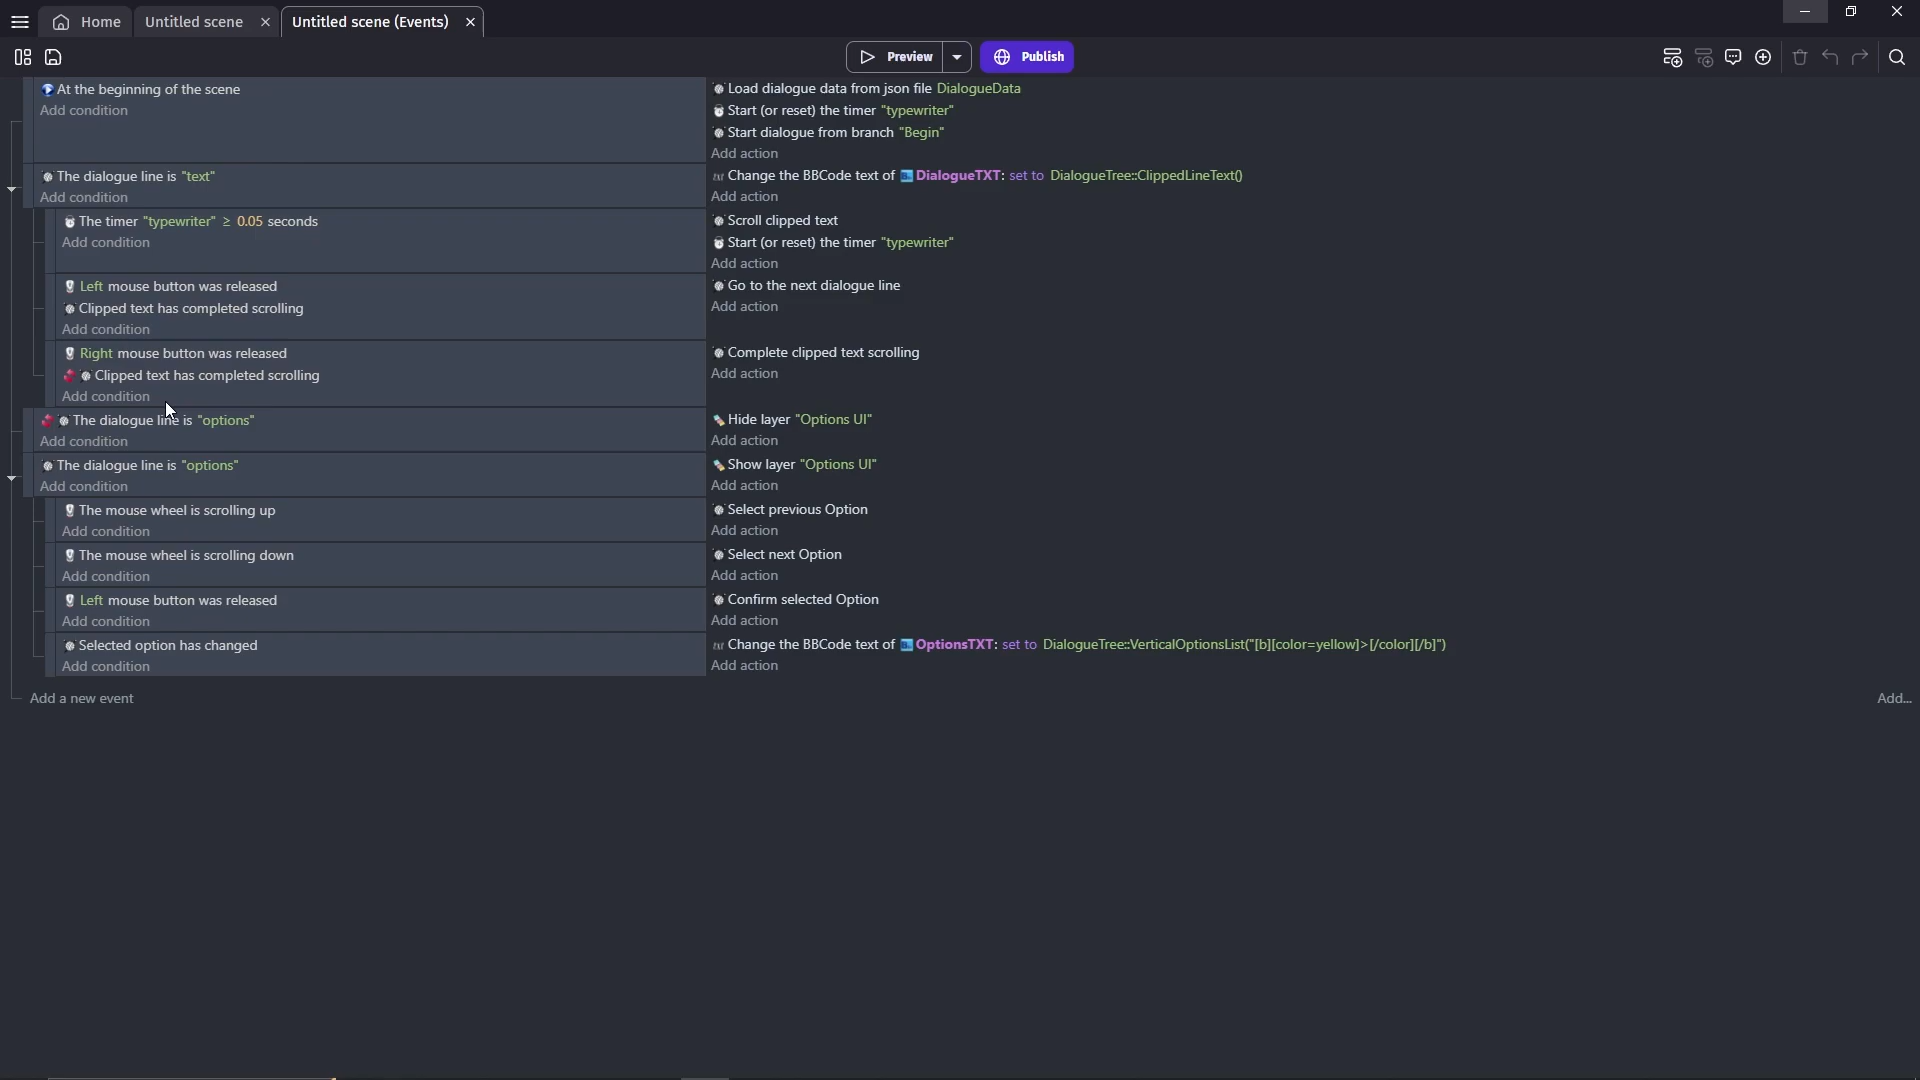 Home
Untitled scene
Untitled scene (Events)
Preview
Publish
At the beginning of the scene
Add condition
Load dialogue data from json file DialogueData
Start (or reset) the timer "typewriter"
Start dialogue from branch "Begin"
Add action
The dialogue line is "text"
Add condition
Change the BBCode text of DialogueTXT: set to DialogueTree::ClippedLineText()
Add action
The timer "typewriter" ≥ 0.05 seconds
Add condition
Scroll clipped text
Start (or reset) the timer "typewriter"
Add action
Left mouse button was released
Clipped text has completed scrolling
Add condition
Go to the next dialogue line
Add action
Right mouse button was released
Clipped text has completed scrolling
Add condition
Complete clipped text scrolling
Add action
The dialogue line is "options"
Add condition
Hide layer "Options UI"
Add action
The dialogue line is "options"
Add condition
Show layer "Options UI"
Add action
The mouse wheel is scrolling up
Add condition
Select previous Option
Add action
The mouse wheel is scrolling down
Add condition
Select next Option
Add action
Left mouse button was released
Add condition
Confirm selected Option
Add action
Selected option has changed
Add condition
Change the BBCode text of OptionsTXT: set to DialogueTree::VerticalOptionsList("[b][color=yellow]>[/color][/b]")
Add action
Add a new event
Add...